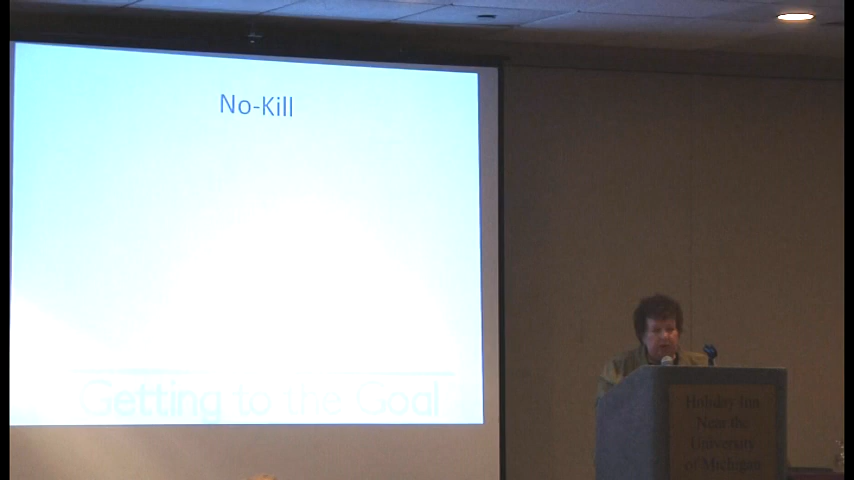 No-Kill
Getting to the Goal
Holiday Inn
Near the
University
of Michigan